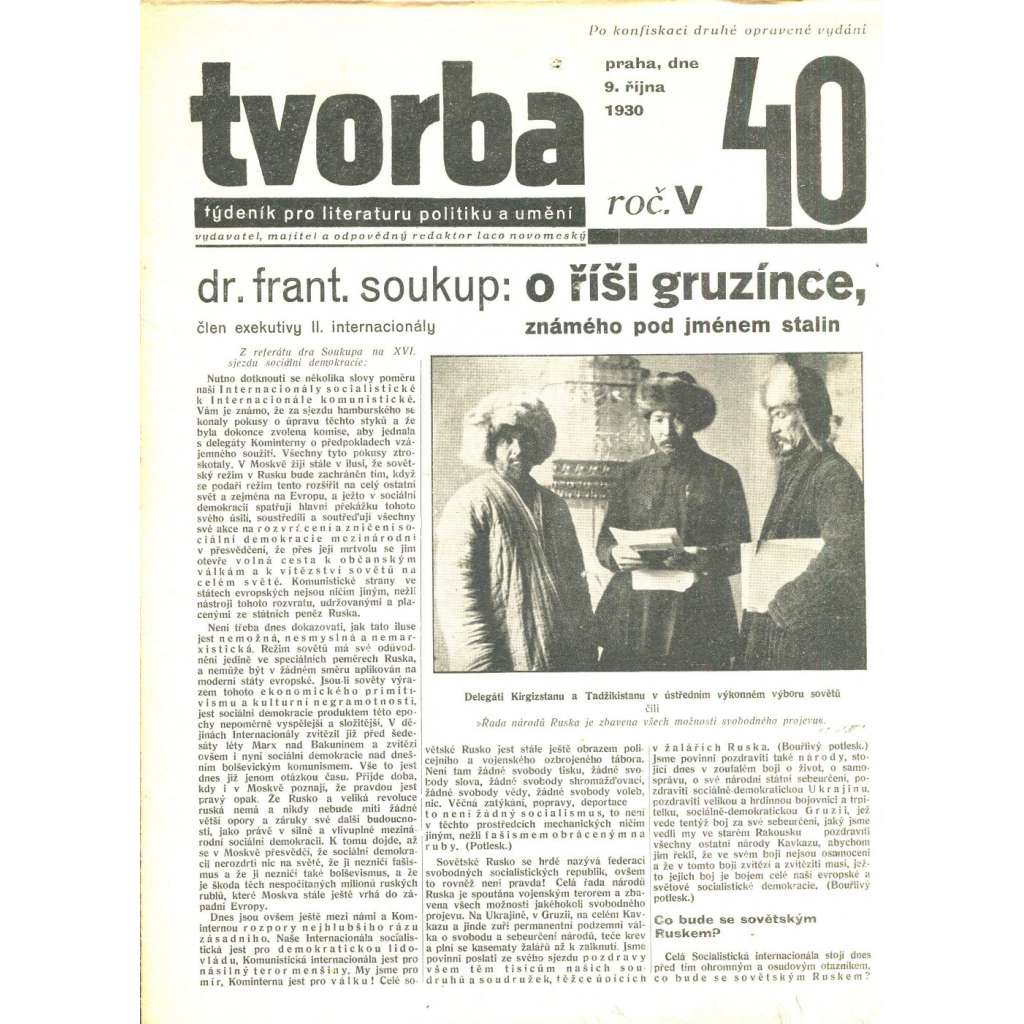 Po konfiskaci druhé opravené vydání
tvorba
praha, dne
9. října
1930
40
roč. V
týdeník pro literaturu politiku a umění
vydavatel, majitel a odpovědný redaktor laco novomeský
dr. frant. soukup: o říši gruzínce,
člen exekutivy II. internacionály
známého pod jménem stalin
Z referátu dra Soukupa na XVI.
sjezdu sociální demokracie:
Nutno dotknouti se několika slovy poměru
naší Internacionály socialistické
k Internacionále komunistické.
Vám je známo, že za sjezdu hamburského se
konaly pokusy o úpravu těchto styků a že
byla dokonce zvolena komise, aby jednala
s delegáty Kominterny o předpokladech vzá-
jemného soužití. Všechny tyto pokusy ztro-
skotaly. V Moskvě žijí stále v ilusi, že sovět-
ský režim v Rusku bude zachráněn tím, když
se podaří režim tento rozšířit na celý ostatní
svět a zejména na Evropu, a ježto v sociální
demokracii spatřují hlavní překážku tohoto
svého úsilí, soustředili a soutřeďují všechny
své akce na rozvrácení a zničení so-
ciální demokracie mezinárodní
v přesvědčení, že přes její mrtvolu se jim
otevře volná cesta k občanským
válkám a k vítězství sovětů na
celém světě. Komunistické strany ve
státech evropských nejsou ničím jiným, nežli
nástroji tohoto rozvratu, udržovanými a pla-
cenými ze státních peněz Ruska.
Není třeba dnes dokazovati, jak tato iluse
jest nemožná, nesmyslná a nemar-
xistická. Režim sovětů má své odůvod-
nění jedině ve speciálních poměrech Ruska,
a nemůže být v žádném směru aplikován na
moderní státy evropské. Jsou-li sověty výra-
zem tohoto ekonomického primiti-
vismu a kulturní negramotnosti,
jest sociální demokracie produktem této epo-
chy nepoměrně vyspělejší a složitější. V dě-
jinách Internacionály zvítězil již před šede-
sáty léty Marx nad Bakuninem a zvítězí
ovšem i nyní sociální demokracie nad dneš-
ním bolševickým komunismem. Vše to jest
dnes již jenom otázkou času. Přijde doba,
kdy i v Moskvě poznají, že pravdou jest
pravý opak. Že Rusko a veliká revoluce
ruská nemá a nikdy nebude míti žádné
větší opory a záruky své další budoucno-
sti, jako právě v silné a vlivuplné meziná-
rodní sociální demokracii. K tomu dojde, až
se v Moskvě přesvědčí, že sociální demokra-
cii nerozdrtí nic na světě, že ji nezničí fašis-
mus a že ji nezničí také bolševismus, a že
je škoda těch nespočítaných milionů ruských
rublů, které Moskva stále ještě vrhá do zá-
padní Evropy.
Dnes jsou ovšem ještě mezi námi a Kom-
internou rozpory nejhlubšího rázu
zásadního. Naše Internacionála socialis-
tická jest pro demokratickou lido-
vládu, Komunistická internacionála jest pro
násilný teror menšiny. My jsme pro
mír, Kominterna jest pro válku! Celé so-
Delegáti Kirgizstanu a Tadžikistanu v ústředním výkonném výboru sovětů
čili
»Řada národů Ruska je zbavena všech možností svobodného projevu.
větské Rusko jest stále ještě obrazem poli-
cejního a vojenského ozbrojeného tábora.
Není tam žádné svobody tisku, žádné svo-
body slova, žádné svobody shromažďovací,
žádné svobody vědy, žádné svobody voleb,
nic. Věčná zatýkání, popravy, deportace
to není žádný socialismus, to není
v těchto prostředcích mechanických ničím
jiným, nežli fašismem obráceným na
ruby. (Potlesk.)
Sovětské Rusko se hrdě nazývá federací
svobodných socialistických republik, ovšem
to rovněž není pravda! Celá řada národů
Ruska je spoutána vojenským terorem a zba-
vena všech možností jakéhokoli svobodného
projevu. Na Ukrajině, v Gruzii, na celém Kav-
kazu a jinde zuří permanentní podzemní vál-
ka o svobodu a sebeurčení národů, teče krev
a plní se kasematy žalářů až k zalknutí. Jsme
povinni poslati ze svého sjezdu pozdravy
všem těm tisícům našich sou-
druhů a soudružek, těžce úpících
v žalářích Ruska. (Bouřlivý potlesk.)
Jsme povinni pozdraviti také národy, sto-
jící dnes v zoufalém boji o život, o samo-
správu, o své národní státní sebeurčení, po-
zdraviti sociálně-demokratickou Ukrajinu,
pozdraviti velikou a hrdinnou bojovnici a trpi-
telku, sociálně-demokratickou Gruzii, jež
vede tentýž boj za své sebeurčení, jaký jsme
vedli my ve starém Rakousku pozdraviti
všechny ostatní národy Kavkazu, abychom
jim řekli, že ve svém boji nejsou osamoceni
a že v tomto boji zvítězí a zvítěziti musí, jež-
to jejich boj je bojem celé naší evropské a
světové socialistické demokracie. (Bouřlivý
potlesk.)
Co bude se sovětským
Ruskem?
Celá Socialistická internacionála stojí dnes
před tím ohromným a osudovým otazníkem,
co bude se sovětským Ruskem?